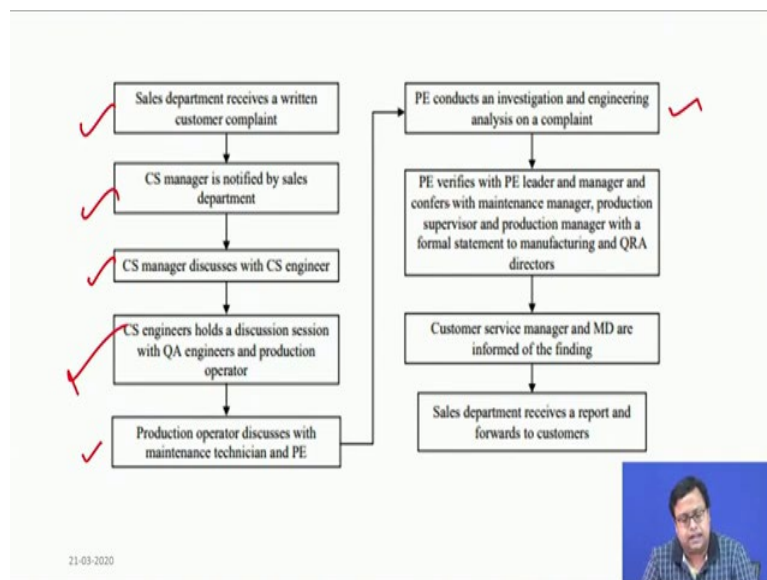 Sales department receives a written
customer complaint
CS manager is notified by sales
department
CS manager discusses with CS engineer
CS engineers holds a discussion session
with QA engineers and production
operator
Production operator discusses with
maintenance technician and PE
PE conducts an investigation and engineering
analysis on a complaint
PE verifies with PE leader and manager and
confers with maintenance manager, production
supervisor and production manager with a
formal statement to manufacturing and QRA
directors
Customer service manager and MD are
informed of the finding
Sales department receives a report and
forwards to customers
21-03-2020